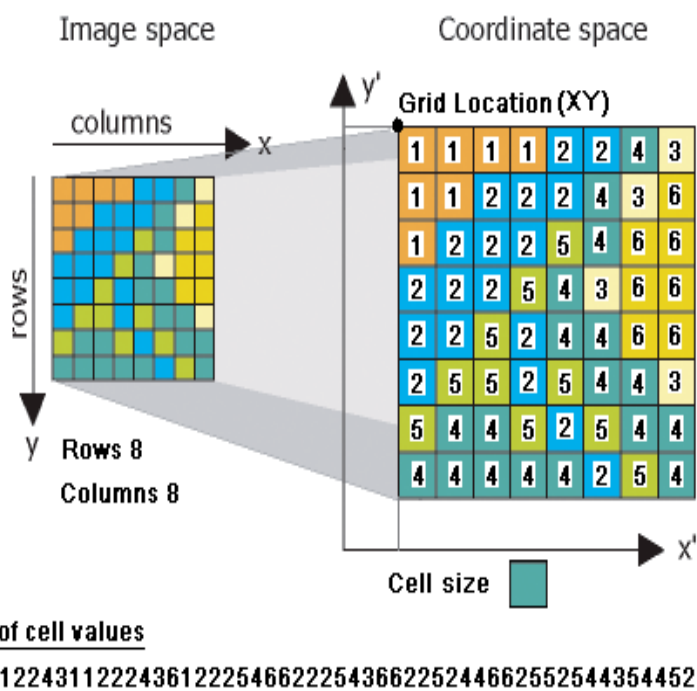 Image space
Coordinate space
y'
Grid Location (XY)
columns
x
1 1 1 1 2 2 4 3
1 1 2 2 2 4 3 6
1 2 2 2 5 4 6 6
2 2 2 5 4 3 6 6
2 2 5 2 4 4 6 6
2 5 5 2 5 4 4 3
5 4 4 5 2 5 4 4
4 4 4 4 4 2 5 4
rows
y
Rows 8
Columns 8
x'
Cell size
of cell values
12243112224361222546622254366225244662552544354452